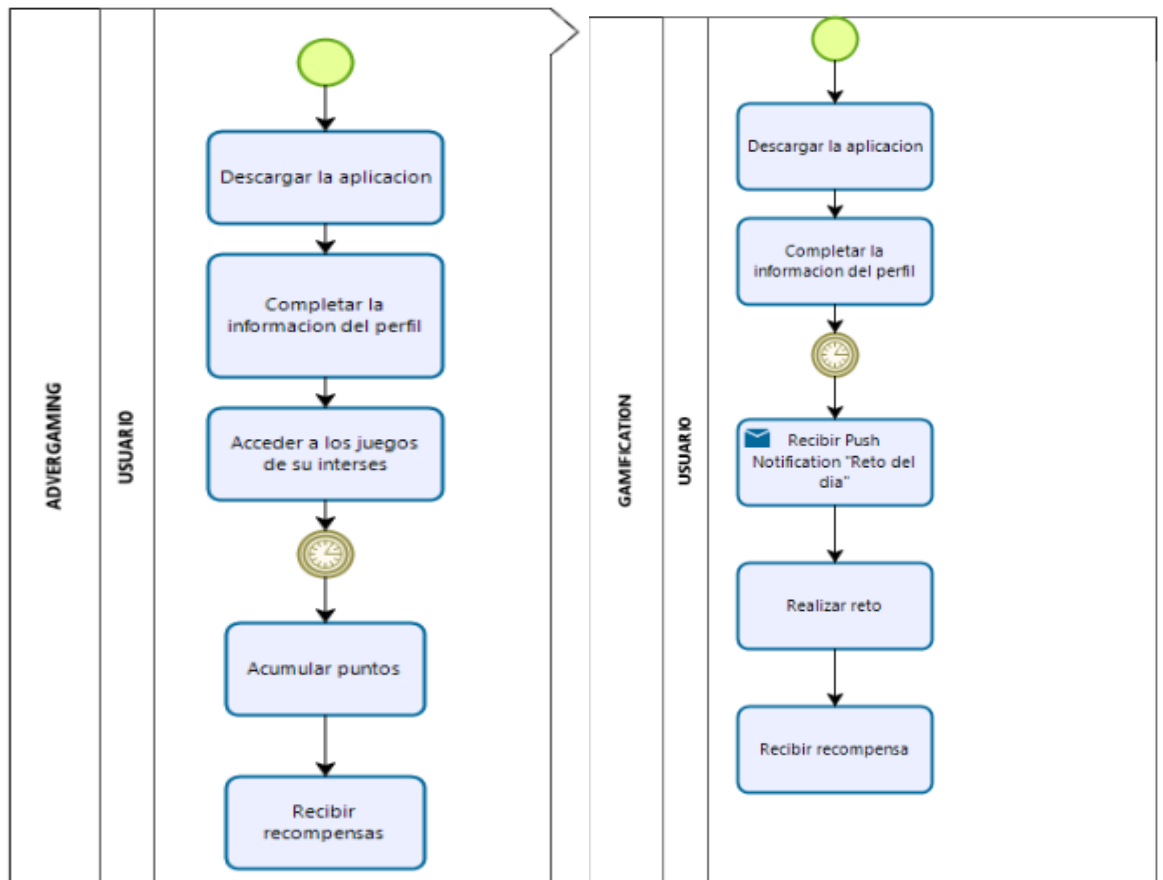 ADVERGAMING
USUARIO
Descargar la aplicacion
Completar la
informacion del perfil
Acceder a los juegos
de su interses
Acumular puntos
Recibir
recompensas
GAMIFICATION
USUARIO
Descargar la aplicacion
Completar la
informacion del perfil
Recibir Push
Notification "Reto del
dia"
Realizar reto
Recibir recompensa